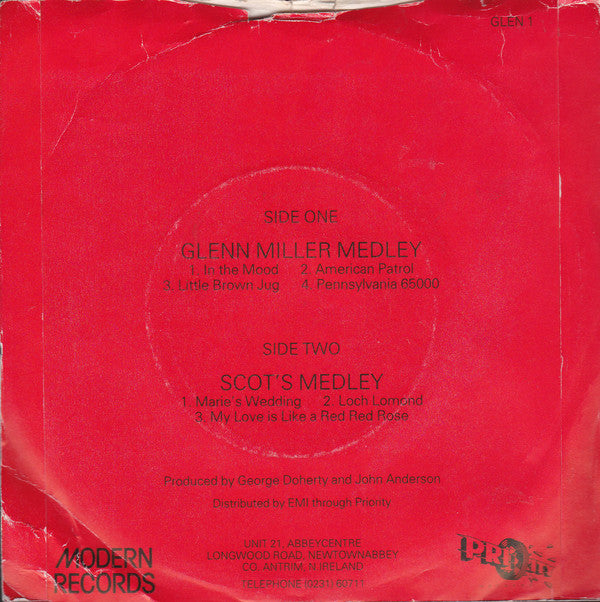 GLEN 1
SIDE ONE
GLENN MILLER MEDLEY
1. In the Mood 2. American Patrol
3. Little Brown Jug 4. Pennsylvania 65000
SIDE TWO
SCOT'S MEDLEY
1. Marie's Wedding 2. Loch Lomond
3. My Love is Like a Red Red Rose
Produced by George Doherty and John Anderson
Distributed by EMI through Priority
UNIT 21, ABBEYCENTRE
LONGWOOD ROAD, NEWTOWNABBEY
CO. ANTRIM, N.IRELAND
TELEPHONE (0231) 60711
MODERN
RECORDS